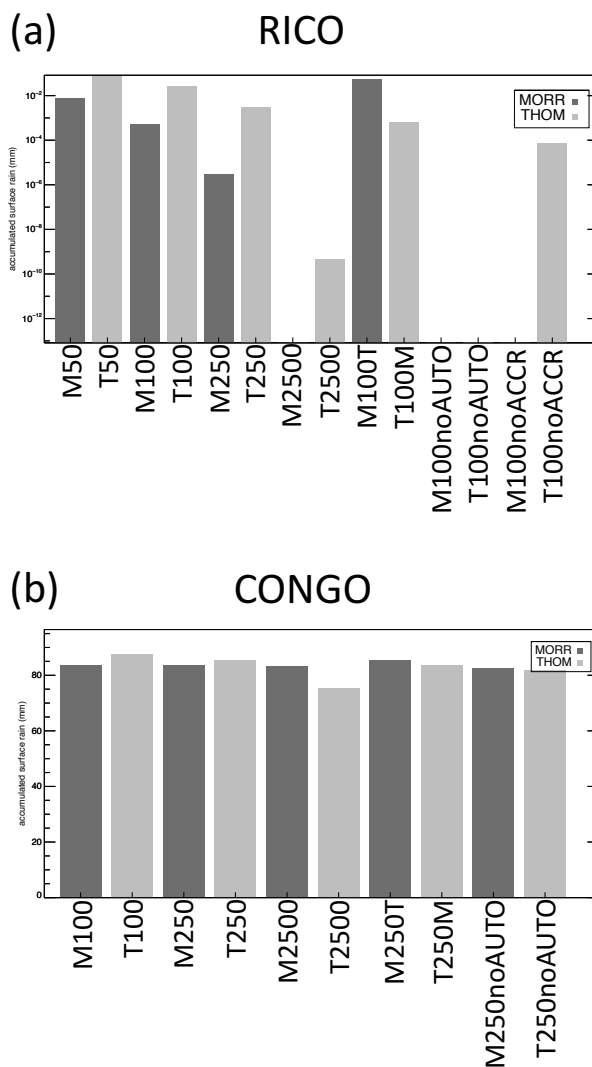 (a) RICO
accumulated surface rain (mm)
10⁻²
10⁻⁴
10⁻⁶
10⁻⁸
10⁻¹⁰
10⁻¹²
MORR
THOM
M50
T50
M100
T100
M250
T250
M2500
T2500
M100T
T100M
M100noAUTO
T100noAUTO
M100noACCR
T100noACCR
(b) CONGO
accumulated surface rain (mm)
80
60
40
20
0
MORR
THOM
M100
T100
M250
T250
M2500
T2500
M250T
T250M
M250noAUTO
T250noAUTO